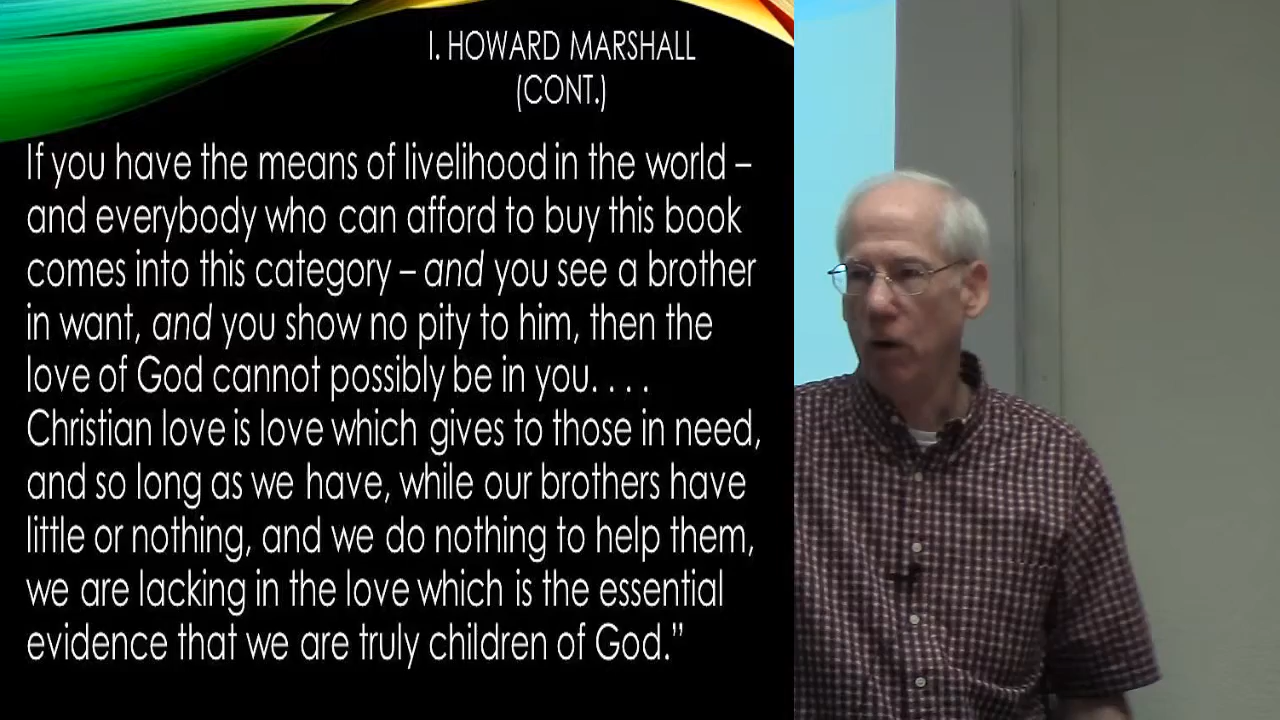 I. HOWARD MARSHALL
(CONT.)
If you have the means of livelihood in the world –
and everybody who can afford to buy this book
comes into this category – and you see a brother
in want, and you show no pity to him, then the
love of God cannot possibly be in you. . . .
Christian love is love which gives to those in need,
and so long as we have, while our brothers have
little or nothing, and we do nothing to help them,
we are lacking in the love which is the essential
evidence that we are truly children of God.”